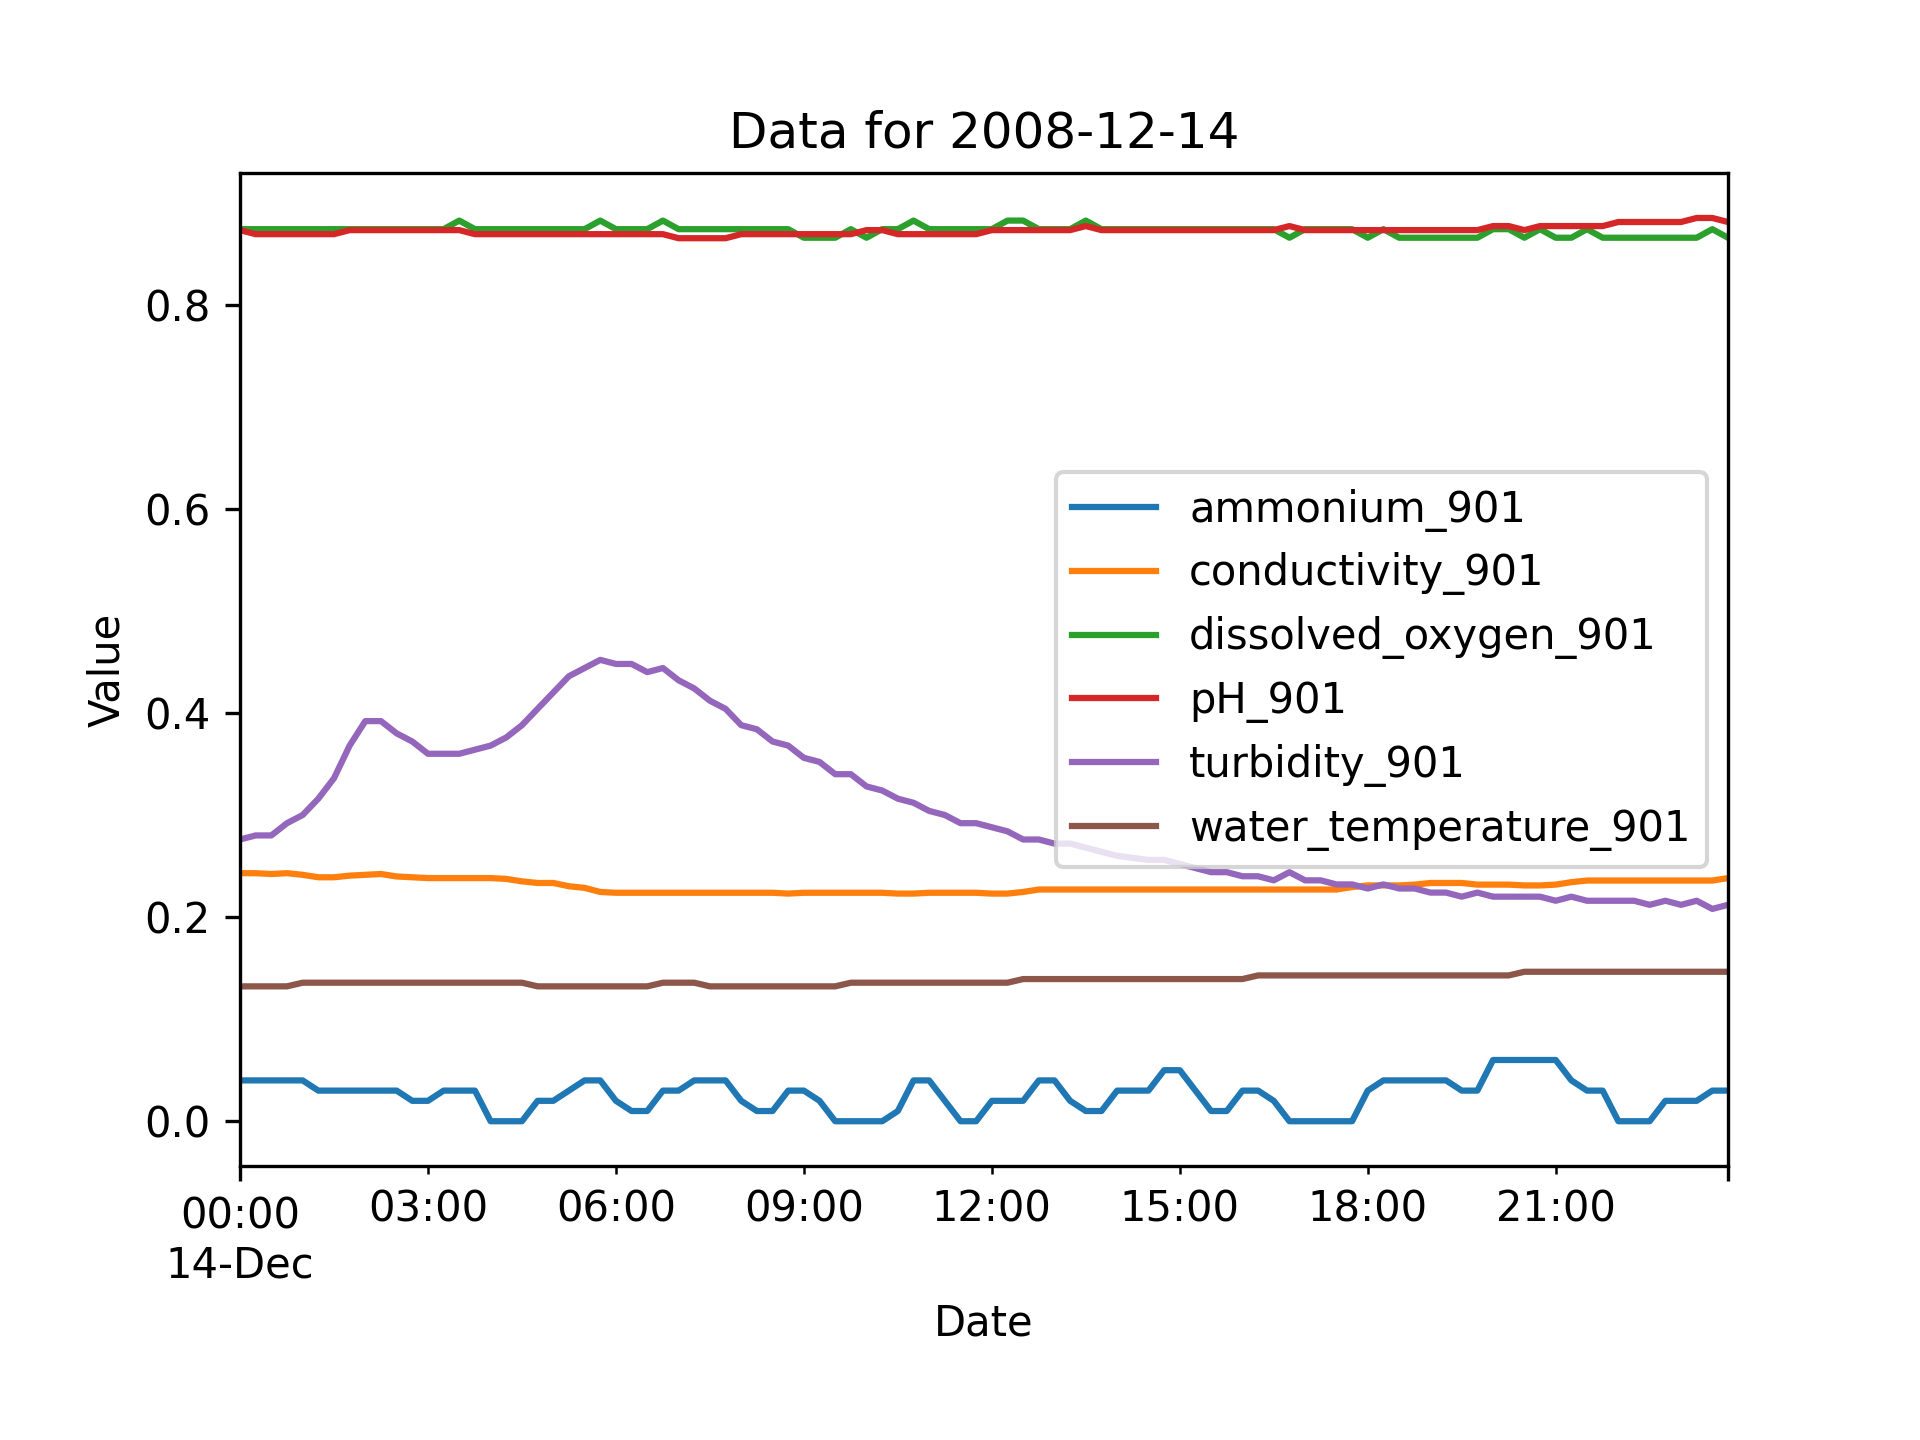 Data for 2008-12-14
Value
0.8
0.6
0.4
0.2
0.0
ammonium_901
conductivity_901
dissolved_oxygen_901
pH_901
turbidity_901
water_temperature_901
00:00 03:00 06:00 09:00 12:00 15:00 18:00 21:00
14-Dec
Date